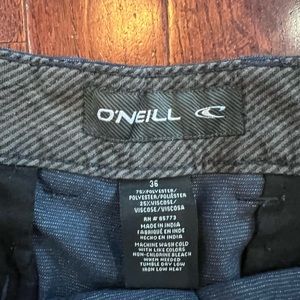 O'NEILL
36
75% POLYESTER/
POLYESTER/POLIÉSTER
25% VISCOSE/
VISCOSE/VISCOSA
RN # 85773
MADE IN INDIA
FABRIQUÉ EN INDE
HECHO EN INDIA
MACHINE WASH COLD
WITH LIKE COLORS
NON-CHLORINE BLEACH
WHEN NEEDED
TUMBLE DRY LOW
IRON LOW HEAT